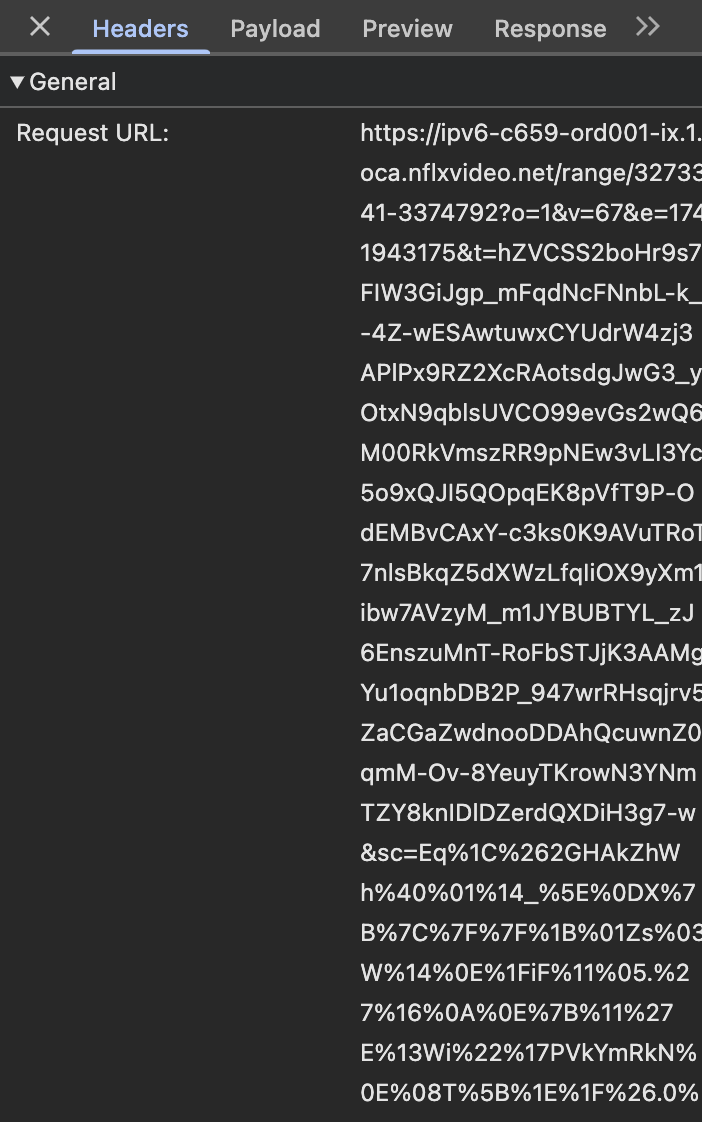 Headers Payload Preview Response
General
Request URL:
https://ipv6-c659-ord001-ix.1.
oca.nflxvideo.net/range/32733
41-3374792?o=1&v=67&e=174
1943175&t=hZVCSS2boHr9s7
FIW3GiJgp_mFqdNcFNnbL-k_
-4Z-wESAwtuwxCYUdrW4zj3
APlPx9RZ2XcRAotsdgJwG3_y
OtxN9qblsUVCO99evGs2wQ6
M00RkVmszRR9pNEw3vLI3Yc
5o9xQJI5QOpqEK8pVfT9P-O
dEMBvCAxY-c3ks0K9AVuTRoT
7nlsBkqZ5dXWzLfqIiOX9yXm1
ibw7AVzyM_m1JYBUBTYL_zJ
6EnszuMnT-RoFbSTJjK3AAMg
Yu1oqnbDB2P_947wrRHsqjrv5
ZaCGaZwdnooDDAhQcuwnZ0
qmM-Ov-8YeuyTKrowN3YNm
TZY8knIDlDZerdQXDiH3g7-w
&sc=Eq%1C%262GHAkZhW
h%40%01%14_%5E%0DX%7
B%7C%7F%7F%1B%01Zs%03
W%14%0E%1FiF%11%05.%2
7%16%0A%0E%7B%11%27
E%13Wi%22%17PVkYmRkN%
0E%08T%5B%1E%1F%26.0%